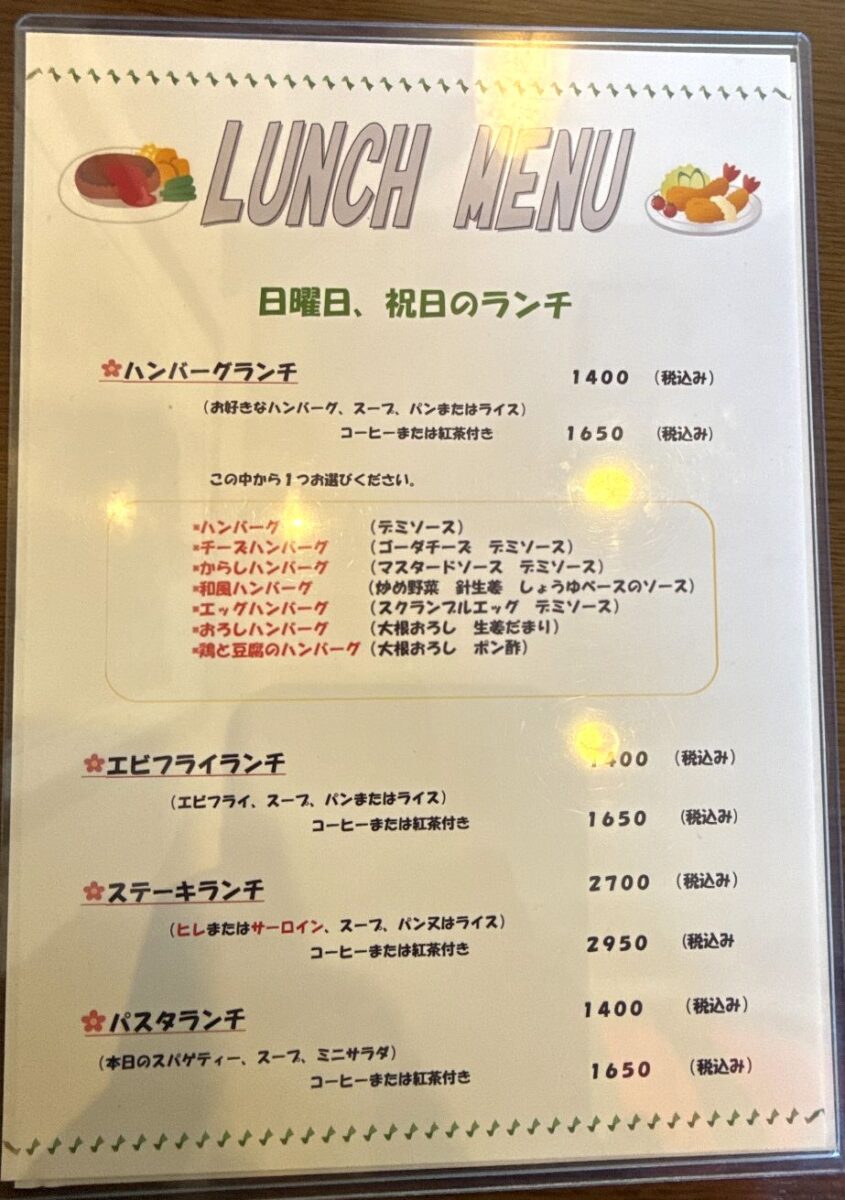 LUNCH MENU
日曜日、祝日のランチ
ハンバーグランチ 1400 (税込み)
(お好きなハンバーグ、スープ、パンまたはライス)
コーヒーまたは紅茶付き 1650 (税込み)
この中から1つお選びください。
*ハンバーグ (デミソース)
*チーズハンバーグ (ゴーダチーズ デミソース)
*からしハンバーグ (マスタードソース デミソース)
*和風ハンバーグ (炒め野菜 針生姜 しょうゆベースのソース)
*エッグハンバーグ (スクランブルエッグ デミソース)
*おろしハンバーグ (大根おろし 生姜だまり)
*鶏と豆腐のハンバーグ (大根おろし ポン酢)
エビフライランチ 1400 (税込み)
(エビフライ、スープ、パンまたはライス)
コーヒーまたは紅茶付き 1650 (税込み)
ステーキランチ 2700 (税込み)
(ヒレまたはサーロイン、スープ、パン又はライス)
コーヒーまたは紅茶付き 2950 (税込み
パスタランチ 1400 (税込み)
(本日のスパゲティー、スープ、ミニサラダ)
コーヒーまたは紅茶付き 1650 (税込み)